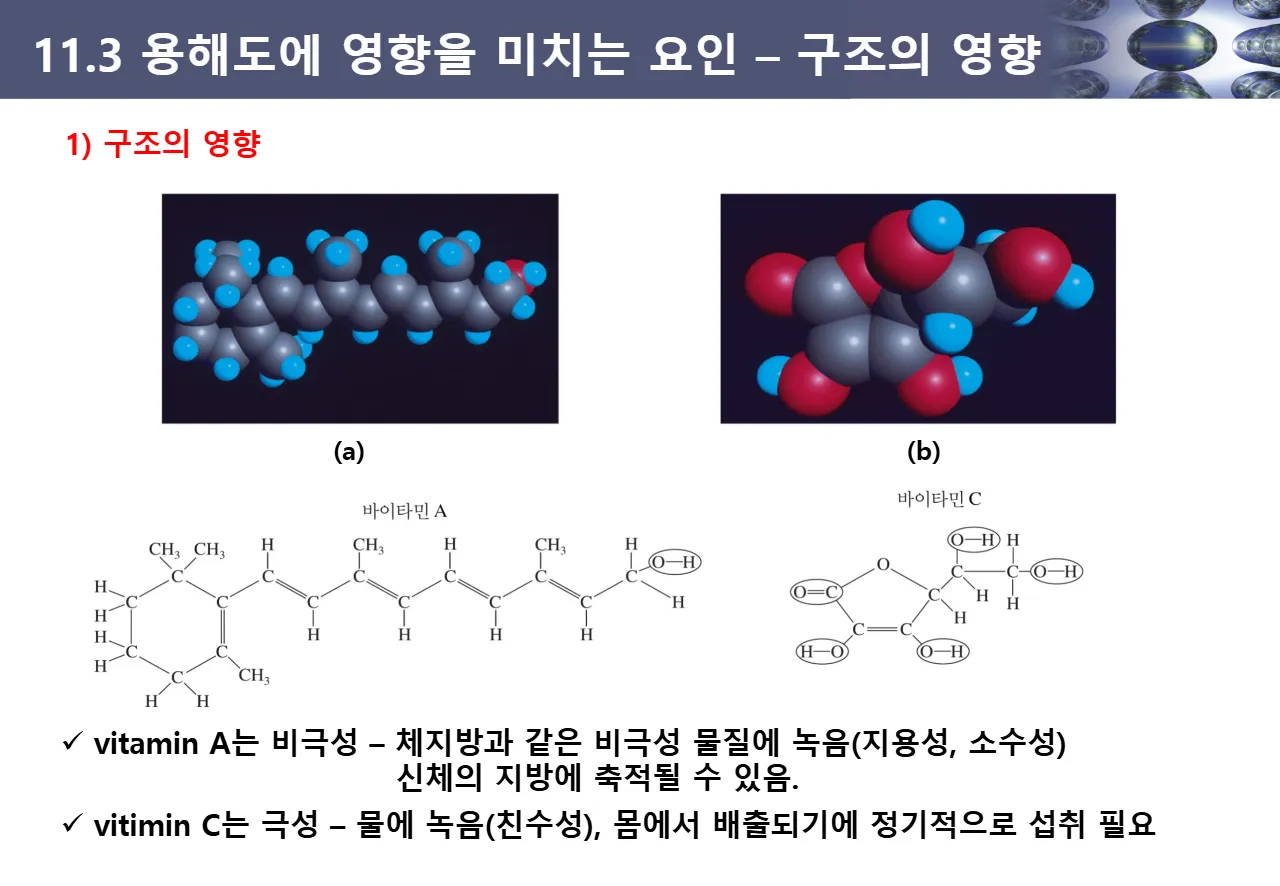 11.3 용해도에 영향을 미치는 요인 – 구조의 영향
1) 구조의 영향
(a)
(b)
바이타민 A
바이타민 C
CH₃ CH₃ H CH₃ H CH₃ H
O—H
H C C C C C C
H C C C C C C H
H H H H H
H C C
H C CH₃
H H
O—H H
O C C O—H
O=C C H H
H
C=C
H—O O—H
✓ vitamin A는 비극성 – 체지방과 같은 비극성 물질에 녹음(지용성, 소수성)
신체의 지방에 축적될 수 있음.
✓ vitimin C는 극성 – 물에 녹음(친수성), 몸에서 배출되기에 정기적으로 섭취 필요